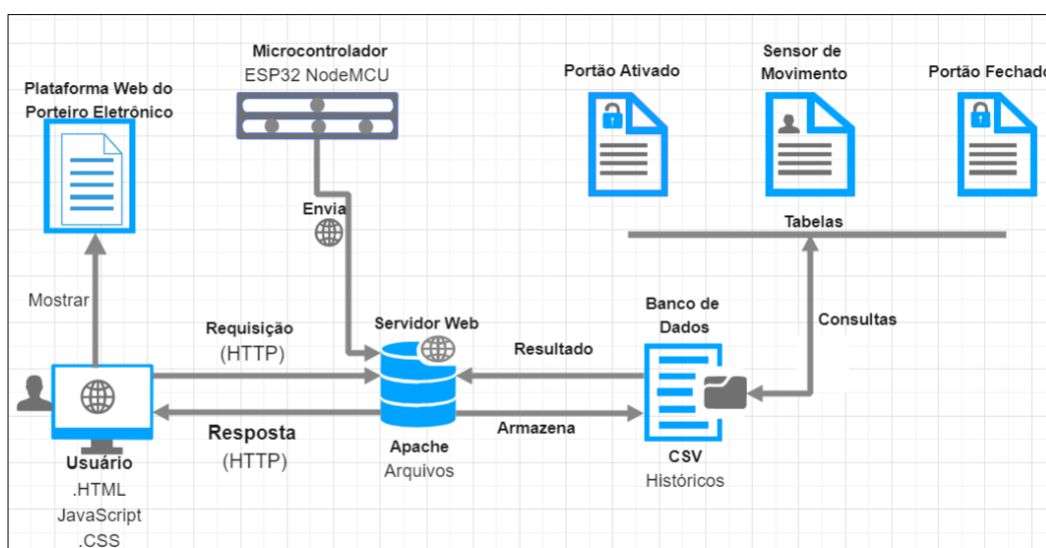 Microcontrolador
ESP32 NodeMCU
Plataforma Web do
Porteiro Eletrônico
Portão Ativado
Sensor de
Movimento
Portão Fechado
Envia
Tabelas
Mostrar
Requisição
(HTTP)
Servidor Web
Resultado
Banco de
Dados
Consultas
Resposta
(HTTP)
Armazena
Apache
Arquivos
CSV
Históricos
Usuário
.HTML
JavaScript
.CSS